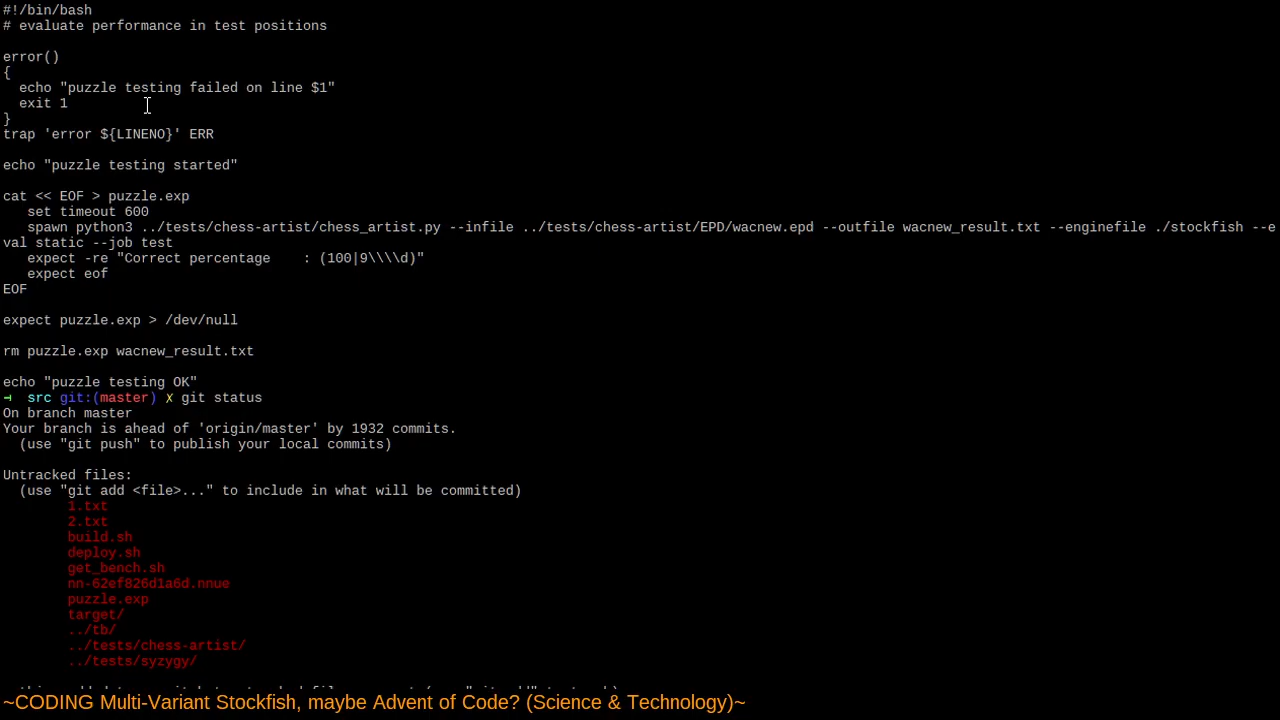 #!/bin/bash
# evaluate performance in test positions
error()
{
  echo "puzzle testing failed on line $1"
  exit 1
}
trap 'error ${LINENO}' ERR
echo "puzzle testing started"
cat << EOF > puzzle.exp
   set timeout 600
   spawn python3 ../tests/chess-artist/chess_artist.py --infile ../tests/chess-artist/EPD/wacnew.epd --outfile wacnew_result.txt --enginefile ./stockfish --e
val static --job test
   expect -re "Correct percentage    : (100|9\\\\d)"
   expect eof
EOF
expect puzzle.exp > /dev/null
rm puzzle.exp wacnew_result.txt
echo "puzzle testing OK"
→  src git:(master) ✗ git status
On branch master
Your branch is ahead of 'origin/master' by 1932 commits.
  (use "git push" to publish your local commits)
Untracked files:
  (use "git add <file>..." to include in what will be committed)
        1.txt
        2.txt
        build.sh
        deploy.sh
        get_bench.sh
        nn-62ef826d1a6d.nnue
        puzzle.exp
        target/
        ../tb/
        ../tests/chess-artist/
        ../tests/syzygy/
~CODING Multi-Variant Stockfish, maybe Advent of Code? (Science & Technology)~